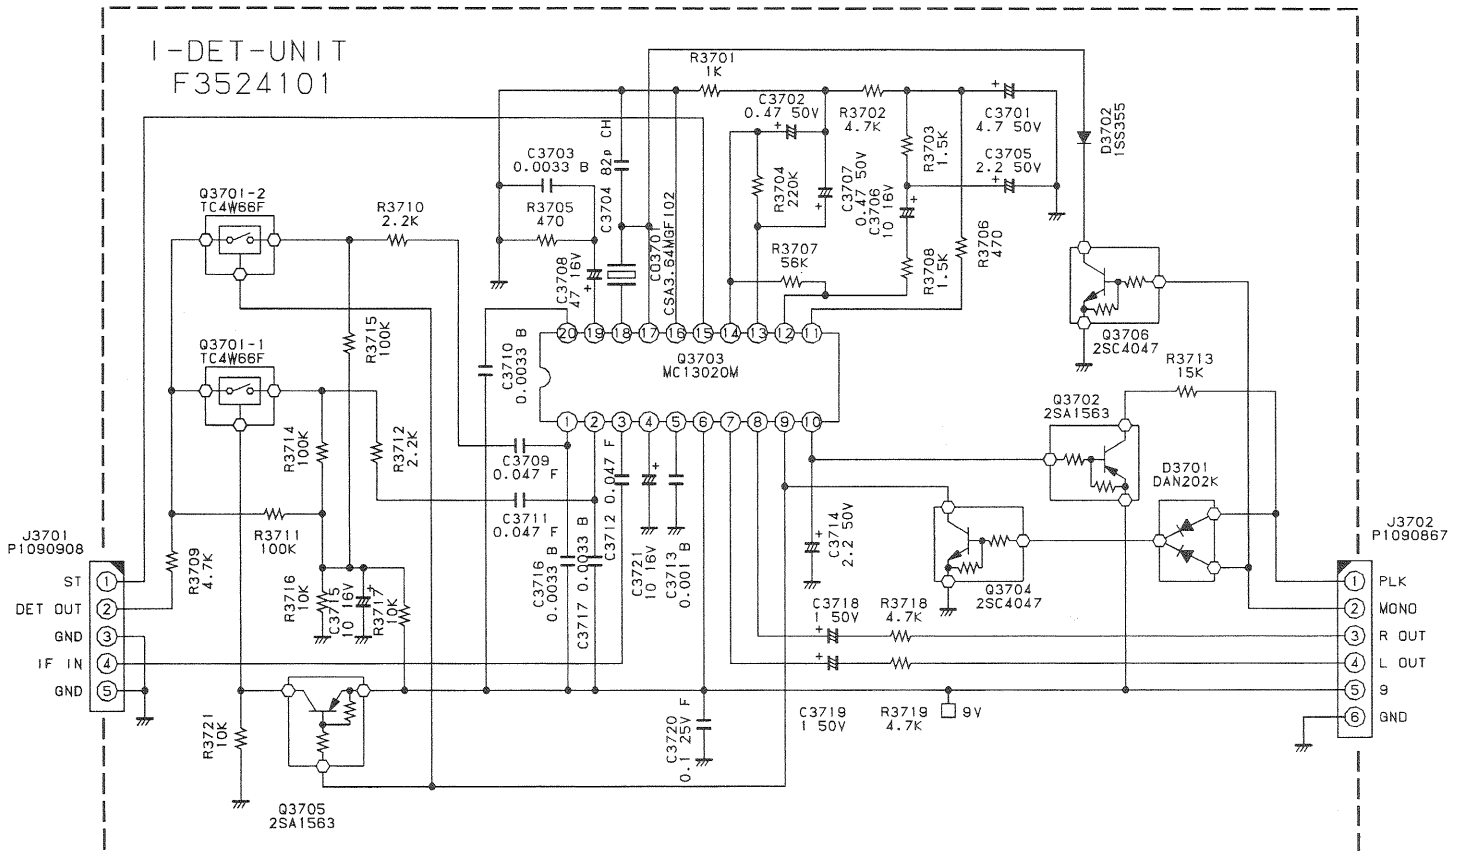 I-DET-UNIT
F3524101
R3701
1K
C3702
0.47 50V
R3702
4.7K
C3701
4.7 50V
R3703
1.5K
C3705
2.2 50V
D3702
1SS355
C3703
0.0033 B
C3704 82p CH
R3704
220K
C3707
0.47 50V
C3706
10 16V
Q3701-2
TC4W66F
R3710
2.2K
R3705
470
C3708
47 16V
CO3701
CSA3.64MGF102
R3707
56K
R3708
1.5K
R3706
470
Q3706
2SC4047
R3715
100K
Q3701-1
TC4W66F
C3710
0.0033 B
20 19 18 17 16 15 14 13 12 11
Q3703
MC13020M
1 2 3 4 5 6 7 8 9 10
R3713
15K
Q3702
2SA1563
R3714
100K
R3712
2.2K
C3709
0.047 F
C3711
0.047 F
C3712 0.047 F
D3701
DAN202K
R3711
100K
C3716
0.0033 B
C3717 0.0033 B
C3721
10 16V
C3713
0.001 B
C3714
2.2 50V
Q3704
2SC4047
J3701
P1090908
R3709
4.7K
R3716
10K
C3715
10 16V
R3717
10K
J3702
P1090867
ST 1
DET OUT 2
GND 3
IF IN 4
GND 5
1 PLK
2 MONO
3 R OUT
4 L OUT
5 9
6 GND
C3718
1 50V
R3718
4.7K
C3719
1 50V
R3719
4.7K
9V
R3721
10K
C3720
0.1 25V F
Q3705
2SA1563